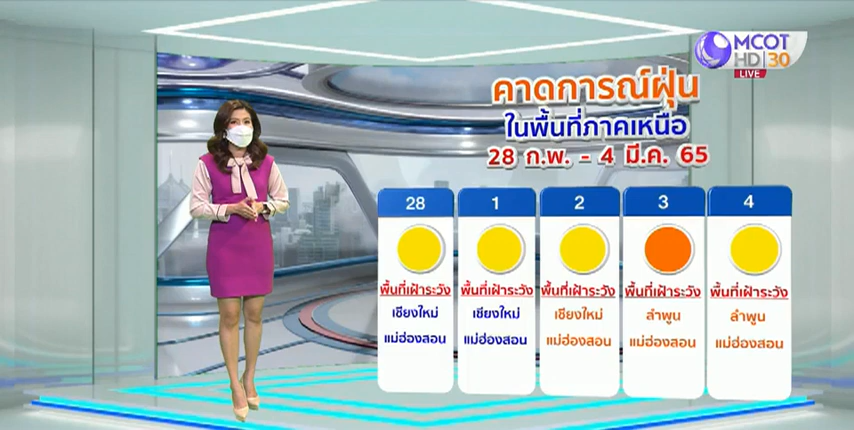 MCOT
HD 30
LIVE
คาดการณ์ฝุ่น
ในพื้นที่ภาคเหนือ
28 ก.พ. - 4 มี.ค. 65
28
พื้นที่เฝ้าระวัง
เชียงใหม่
แม่ฮ่องสอน
1
พื้นที่เฝ้าระวัง
เชียงใหม่
แม่ฮ่องสอน
2
พื้นที่เฝ้าระวัง
เชียงใหม่
แม่ฮ่องสอน
3
พื้นที่เฝ้าระวัง
ลำพูน
แม่ฮ่องสอน
4
พื้นที่เฝ้าระวัง
ลำพูน
แม่ฮ่องสอน